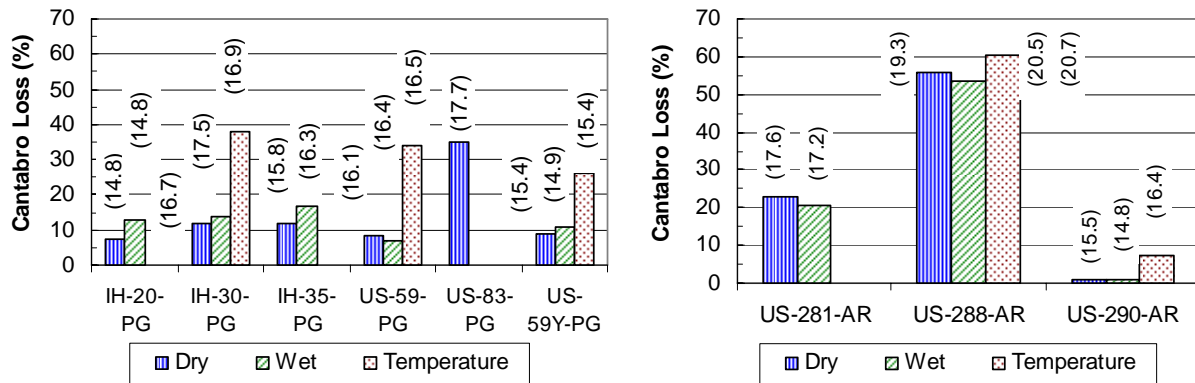 Cantabro Loss (%)
70
60
50
40
30
20
10
0
(14.8)
(14.8)
(16.7)
(17.5)
(16.9)
(15.8)
(16.3)
(16.1)
(16.4)
(16.5)
(17.7)
(15.4)
(14.9)
(15.4)
IH-20-
PG
IH-30-
PG
IH-35-
PG
US-59-
PG
US-83-
PG
US-
59Y-PG
Dry Wet Temperature
Cantabro Loss (%)
70
60
50
40
30
20
10
0
(17.6)
(17.2)
(19.3)
(20.5)
(20.7)
(15.5)
(14.8)
(16.4)
US-281-AR US-288-AR US-290-AR
Dry Wet Temperature